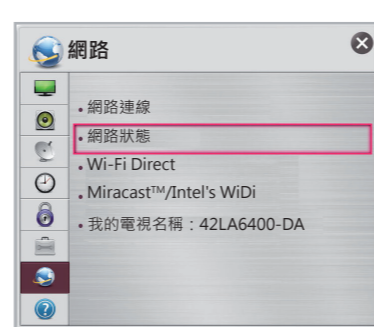 網路
• 網路連線
• 網路狀態
• Wi-Fi Direct
• Miracast™/Intel's WiDi
• 我的電視名稱：42LA6400-DA